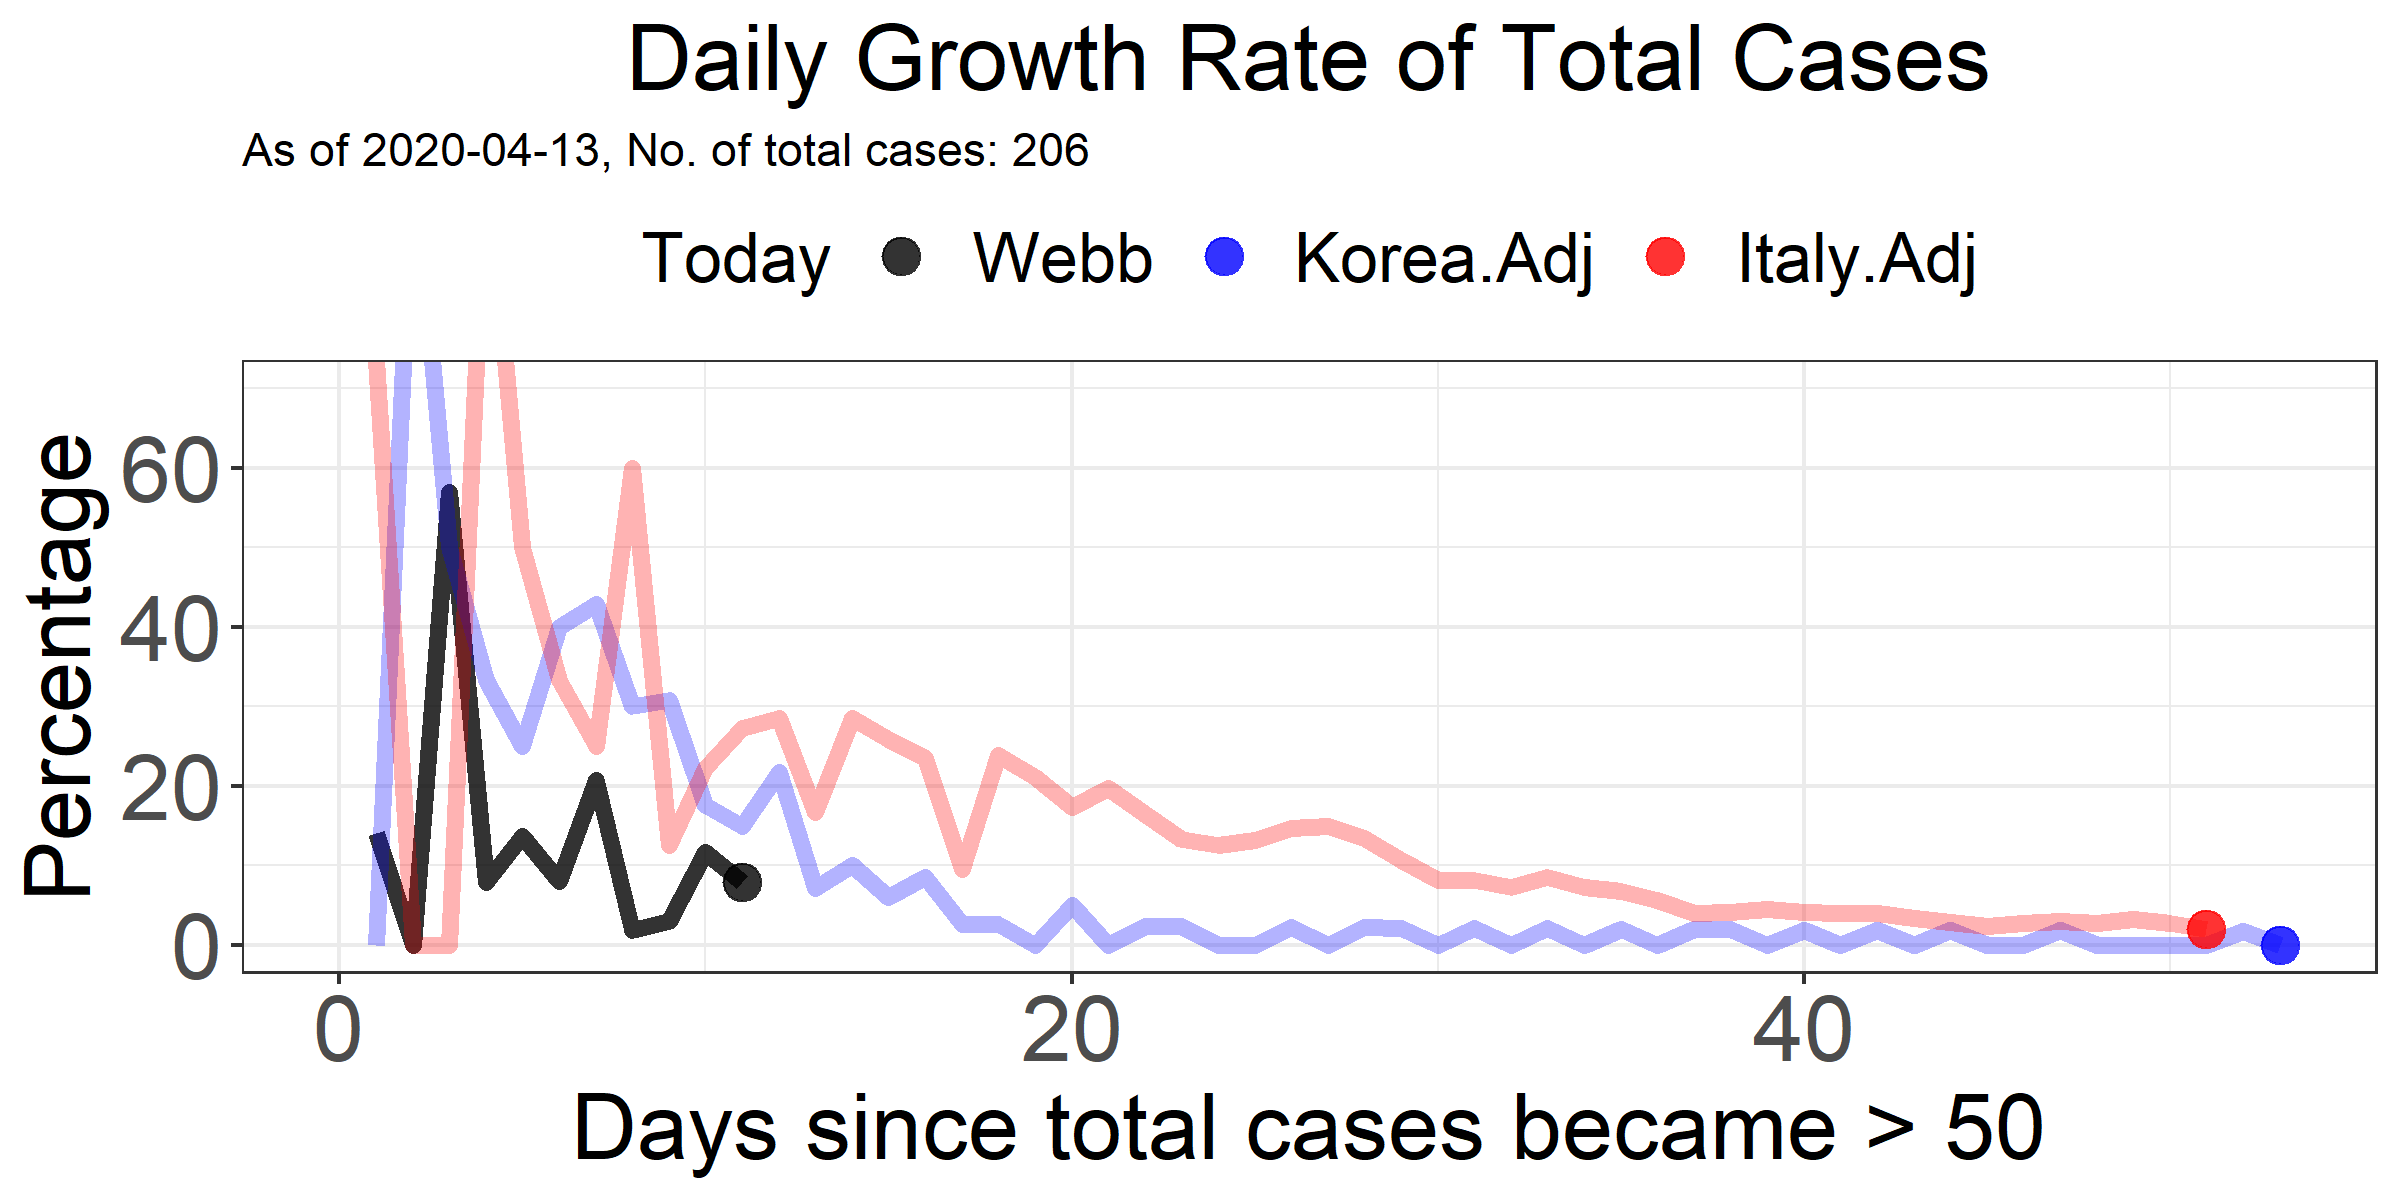 Daily Growth Rate of Total Cases
As of 2020-04-13, No. of total cases: 206
Today Webb Korea.Adj Italy.Adj
Percentage
60
40
20
0
0 20 40
Days since total cases became > 50